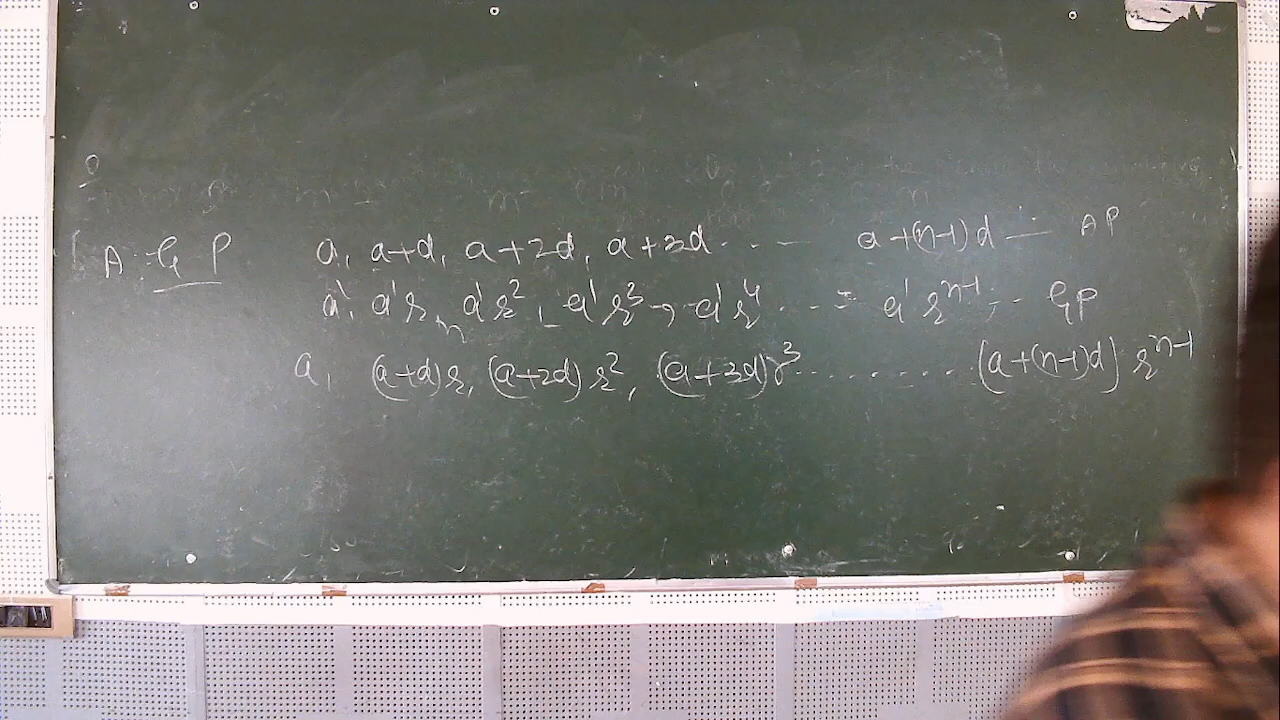 A.G P a, a+d, a+2d, a+3d ... — a+(n-1)d — AP
a', a'r, a'r², a'r³, a'r⁴ ... a'rⁿ⁻¹, .. GP
a, (a+d)r, (a+2d)r², (a+3d)r³ .......... (a+(n-1)d] rⁿ⁻¹